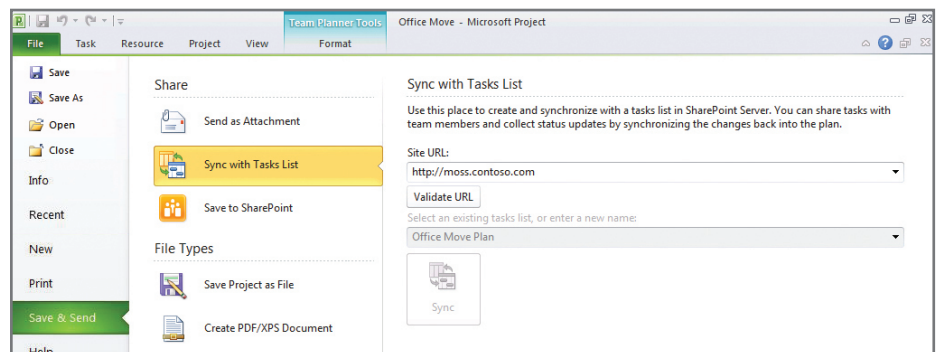 Team Planner Tools
Office Move - Microsoft Project
File
Task
Resource
Project
View
Format
Save
Save As
Open
Close
Info
Recent
New
Print
Save & Send
Help
Share
Send as Attachment
Sync with Tasks List
Save to SharePoint
File Types
Save Project as File
Create PDF/XPS Document
Sync with Tasks List
Use this place to create and synchronize with a tasks list in SharePoint Server. You can share tasks with
team members and collect status updates by synchronizing the changes back into the plan.
Site URL:
http://moss.contoso.com
Validate URL
Select an existing tasks list, or enter a new name:
Office Move Plan
Sync